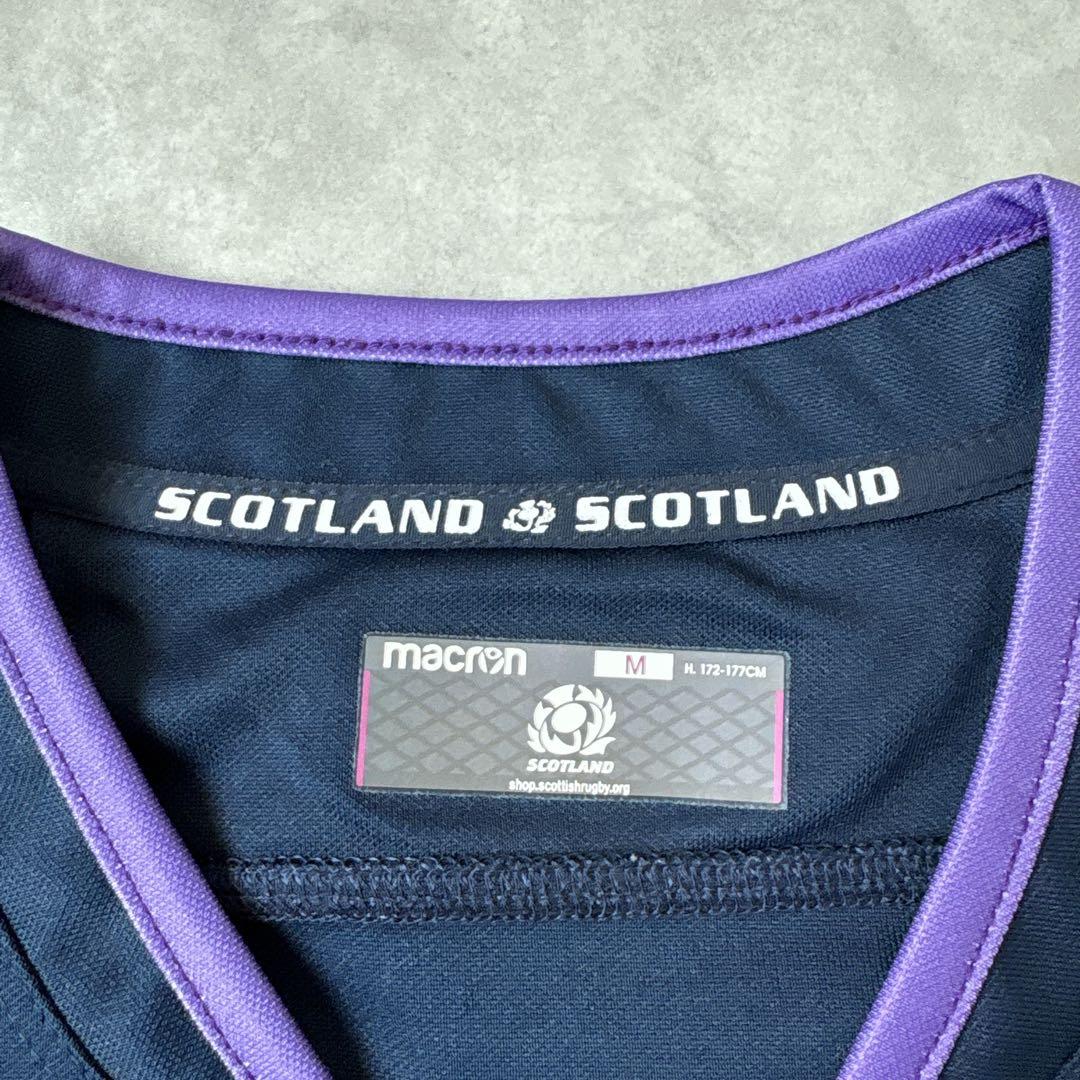 SCOTLAND SCOTLAND
macron M H. 172-177CM
SCOTLAND
shop.scottishrugby.org